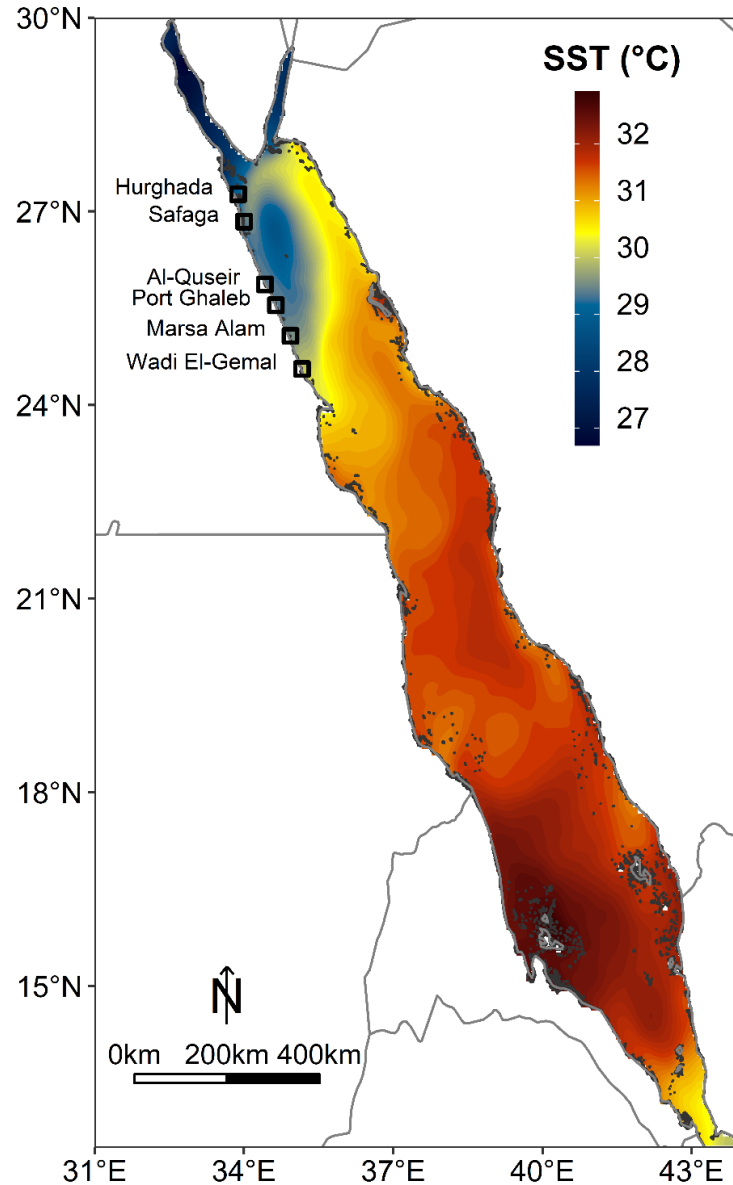 30°N
SST (°C)
32
31
30
29
28
27
27°N
Hurghada
Safaga
Al-Quseir
Port Ghaleb
Marsa Alam
Wadi El-Gemal
24°N
21°N
18°N
15°N
N
0km 200km 400km
31°E 34°E 37°E 40°E 43°E